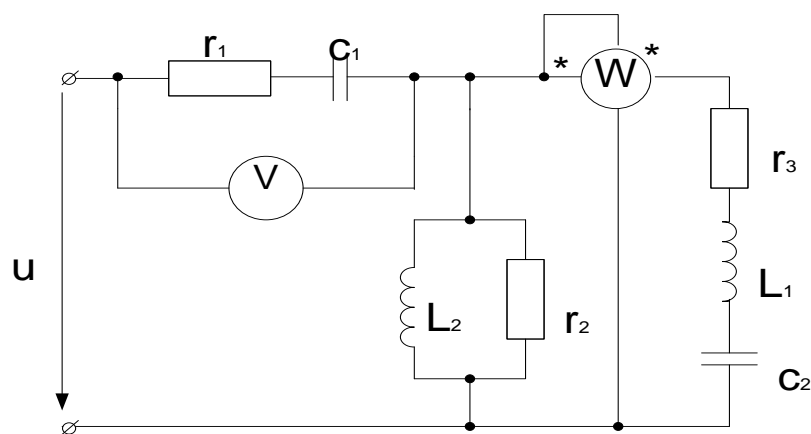 r₁
c₁
*
W
*
V
r₃
u
L₂
r₂
L₁
c₂